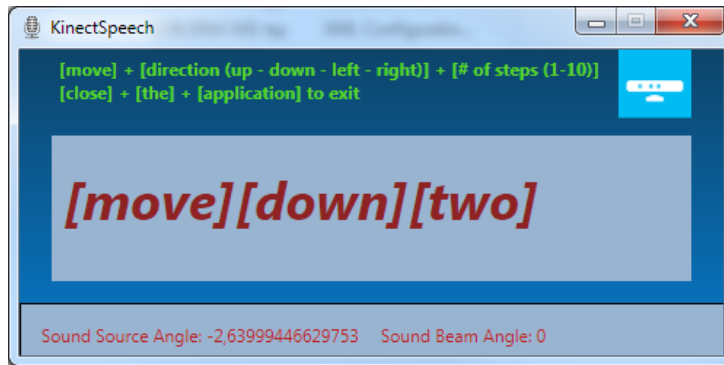 KinectSpeech
[move] + [direction (up - down - left - right)] + [# of steps (1-10)]
[close] + [the] + [application] to exit
[move][down][two]
Sound Source Angle: -2,63999446629753 Sound Beam Angle: 0